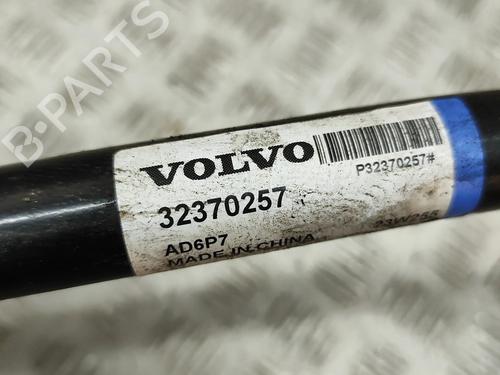 B-PARTS
VOLVO
P32370257#
32370257
AD6P7
MADE IN CHINA